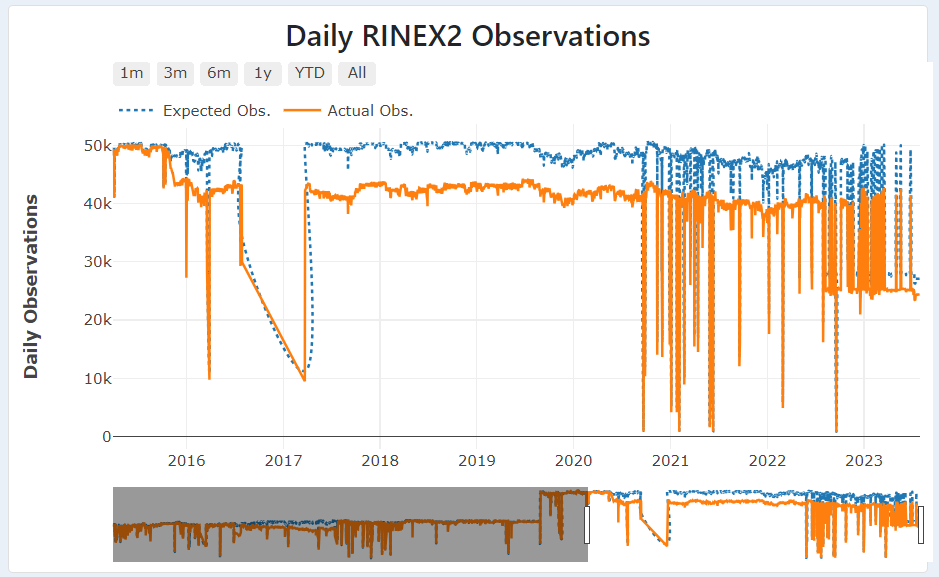 Daily RINEX2 Observations
1m 3m 6m 1y YTD All
Expected Obs. Actual Obs.
Daily Observations
50k
40k
30k
20k
10k
0
2016 2017 2018 2019 2020 2021 2022 2023